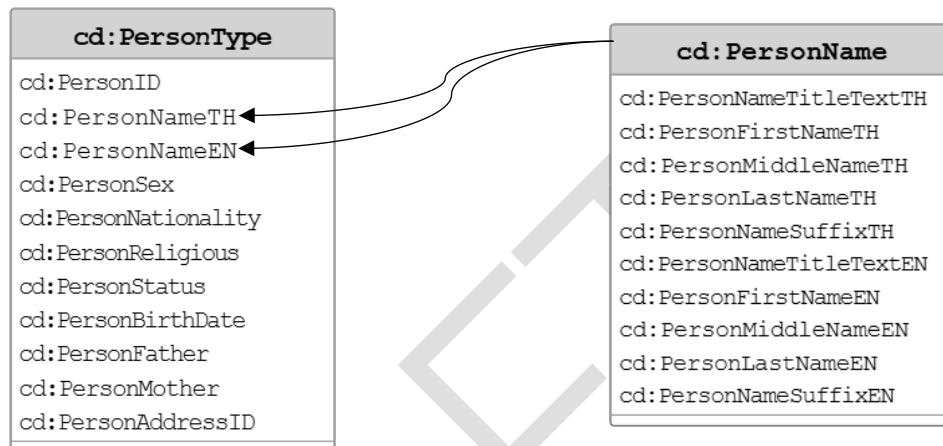 cd:PersonType
cd:PersonID
cd:PersonNameTH
cd:PersonNameEN
cd:PersonSex
cd:PersonNationality
cd:PersonReligious
cd:PersonStatus
cd:PersonBirthDate
cd:PersonFather
cd:PersonMother
cd:PersonAddressID
cd:PersonName
cd:PersonNameTitleTextTH
cd:PersonFirstNameTH
cd:PersonMiddleNameTH
cd:PersonLastNameTH
cd:PersonNameSuffixTH
cd:PersonNameTitleTextEN
cd:PersonFirstNameEN
cd:PersonMiddleNameEN
cd:PersonLastNameEN
cd:PersonNameSuffixEN